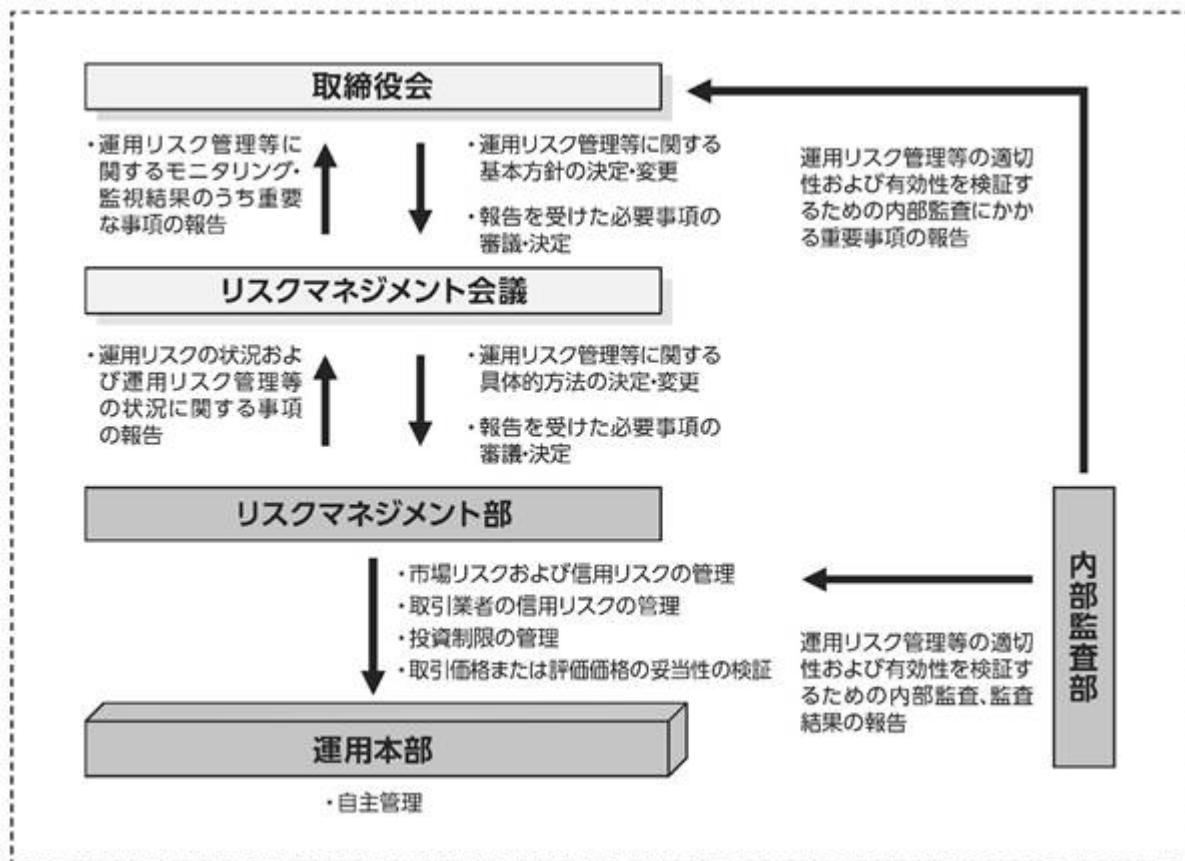 取締役会
・運用リスク管理等に
関するモニタリング・
監視結果のうち重要
な事項の報告
・運用リスク管理等に関する
基本方針の決定・変更
・報告を受けた必要事項の
審議・決定
運用リスク管理等の適切
性および有効性を検証す
るための内部監査にかか
る重要事項の報告
リスクマネジメント会議
・運用リスクの状況およ
び運用リスク管理等
の状況に関する事項
の報告
・運用リスク管理等に関する
具体的方法の決定・変更
・報告を受けた必要事項の
審議・決定
リスクマネジメント部
・市場リスクおよび信用リスクの管理
・取引業者の信用リスクの管理
・投資制限の管理
・取引価格または評価価格の妥当性の検証
運用リスク管理等の適切
性および有効性を検証す
るための内部監査、監査
結果の報告
内部監査部
運用本部
・自主管理